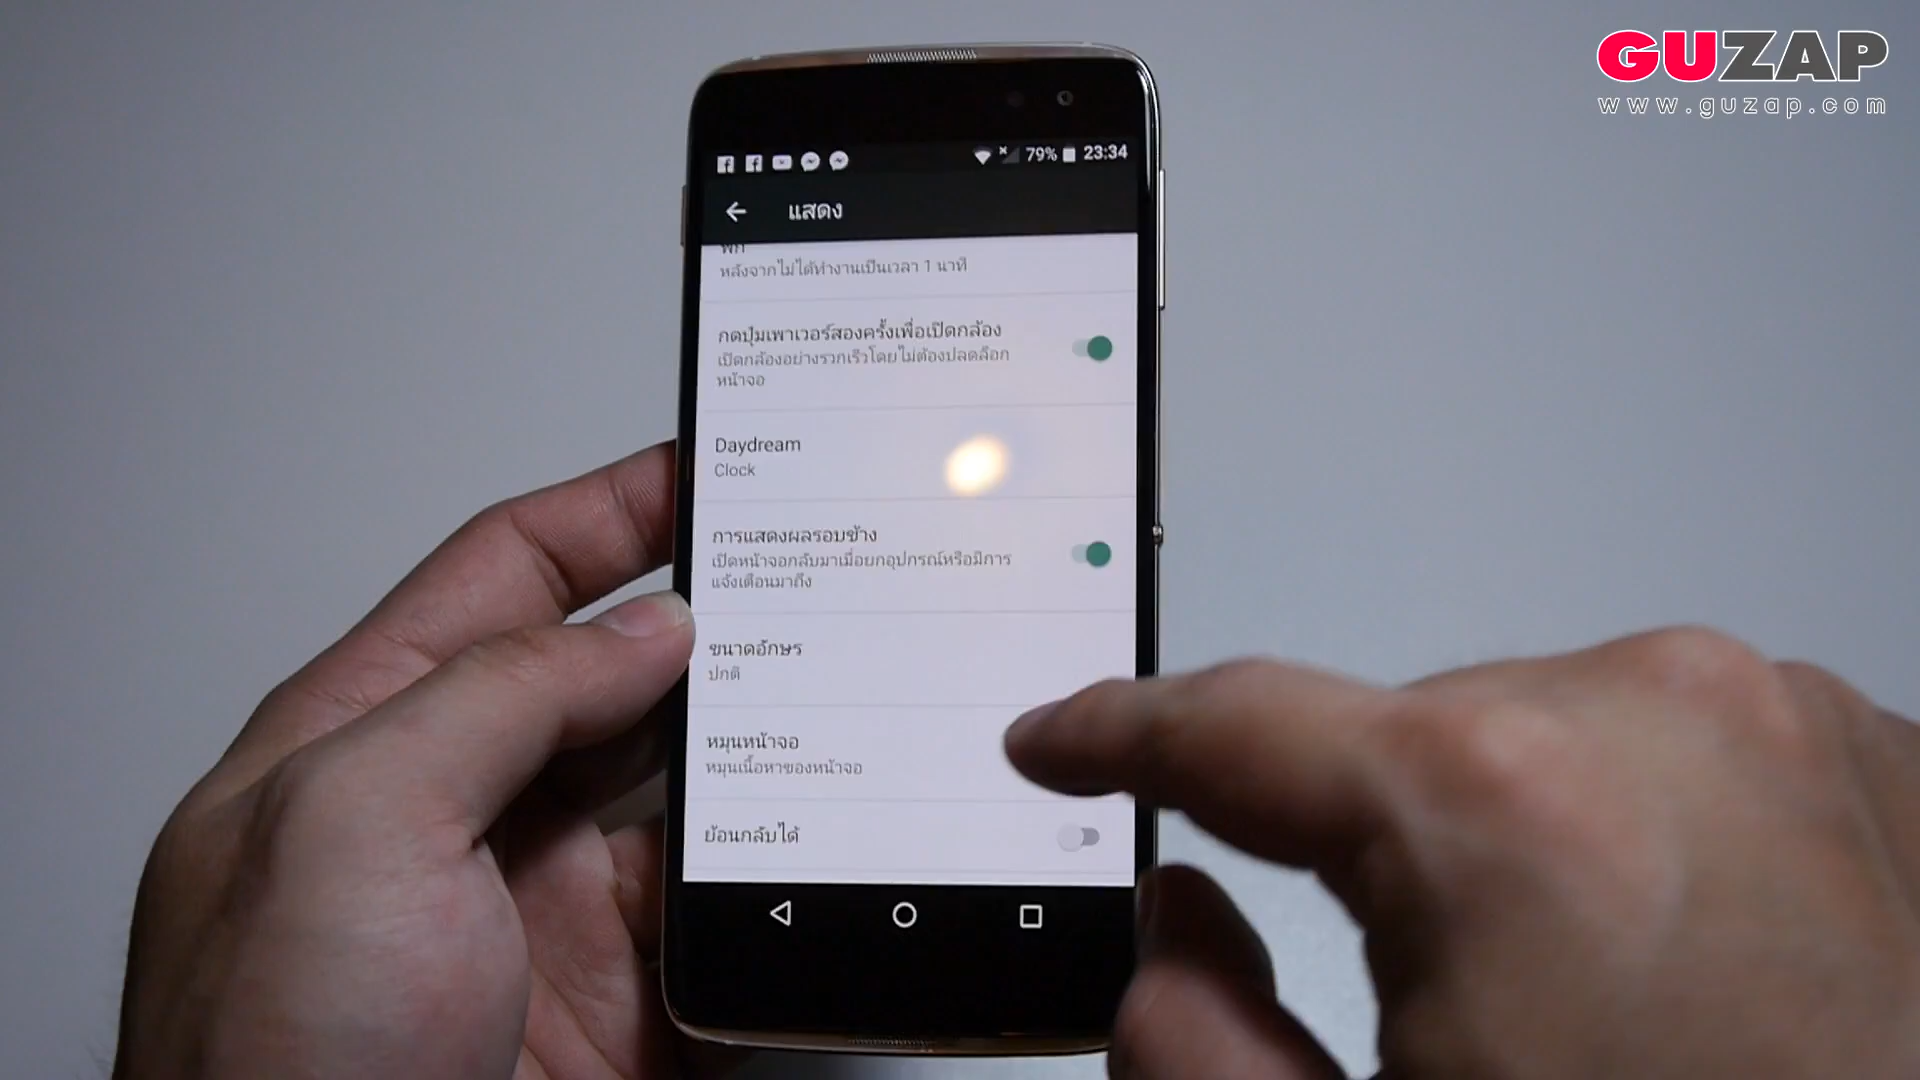 GUZAP
www.guzap.com
79% 23:34
แสดง
พัก
หลังจากไม่ได้ทำงานเป็นเวลา 1 นาที
กดปุ่มเพาเวอร์สองครั้งเพื่อเปิดกล้อง
เปิดกล้องอย่างรวกเร็วโดยไม่ต้องปลดล็อก
หน้าจอ
Daydream
Clock
การแสดงผลรอบข้าง
เปิดหน้าจอกลับมาเมื่อยกอุปกรณ์หรือมีการ
แจ้งเตือนมาถึง
ขนาดอักษร
ปกติ
หมุนหน้าจอ
หมุนเนื้อหาของหน้าจอ
ย้อนกลับได้